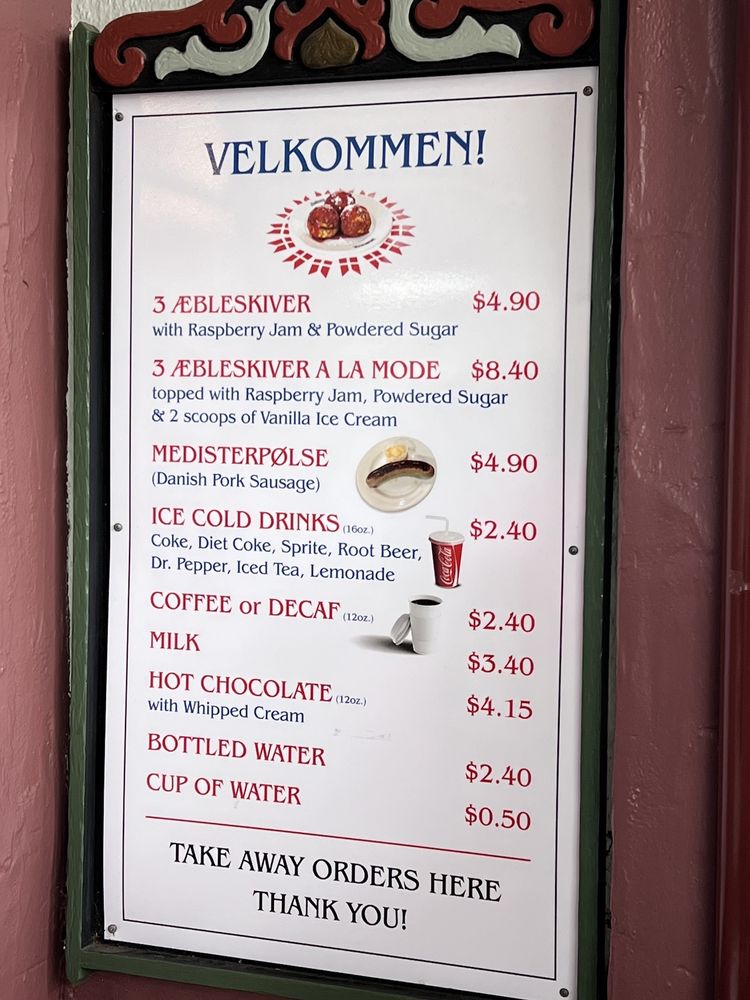 VELKOMMEN!
3 ÆBLESKIVER $4.90
with Raspberry Jam & Powdered Sugar
3 ÆBLESKIVER A LA MODE $8.40
topped with Raspberry Jam, Powdered Sugar
& 2 scoops of Vanilla Ice Cream
MEDISTERPØLSE $4.90
(Danish Pork Sausage)
ICE COLD DRINKS (16oz.) $2.40
Coke, Diet Coke, Sprite, Root Beer,
Dr. Pepper, Iced Tea, Lemonade
Coca-Cola
COFFEE or DECAF (12oz.) $2.40
MILK $3.40
HOT CHOCOLATE (12oz.) $4.15
with Whipped Cream
BOTTLED WATER $2.40
CUP OF WATER $0.50
TAKE AWAY ORDERS HERE
THANK YOU!